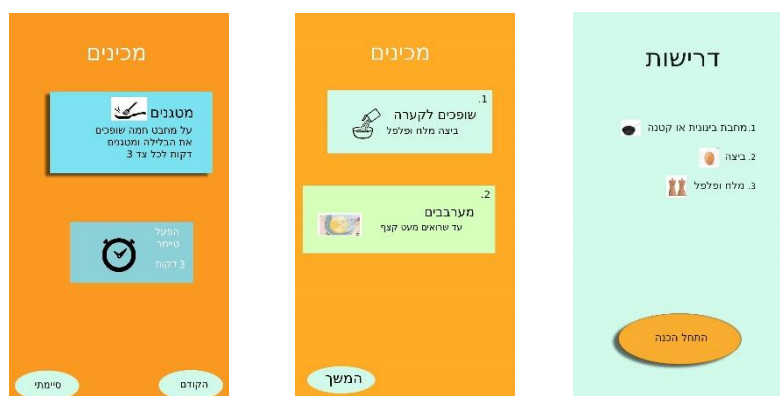 דרישות
1. מחבת בינונית או קטנה
2. ביצה
3. מלח ופלפל
התחל הכנה
מכינים
1.
שופכים לקערה
ביצה מלח ופלפל
2.
מערבבים
עד שרואים מעט קצף
המשך
מכינים
מטגנים
על מחבט חמה שופכים
את הבלילה ומטגנים
3 דקות לכל צד
הפעל
טיימר
3 דקות
הקודם
סיימתי